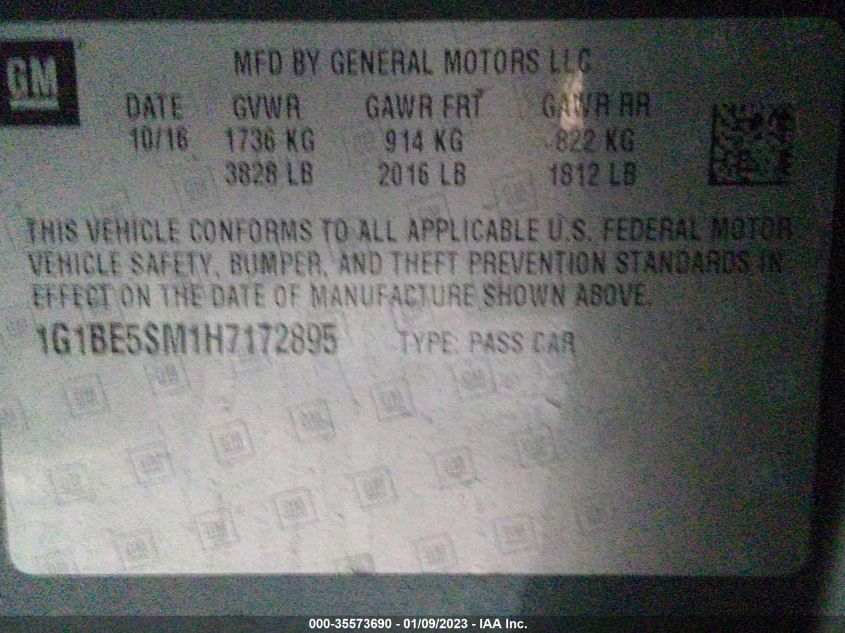 GM
MFD BY GENERAL MOTORS LLC
DATE GVWR GAWR FRT GAWR RR
10/16 1736 KG 914 KG 822 KG
3828 LB 2016 LB 1812 LB
THIS VEHICLE CONFORMS TO ALL APPLICABLE U.S. FEDERAL MOTOR
VEHICLE SAFETY, BUMPER, AND THEFT PREVENTION STANDARDS IN
EFFECT ON THE DATE OF MANUFACTURE SHOWN ABOVE.
1G1BE5SM1H7172895 TYPE: PASS CAR
000-35573690 - 01/09/2023 - IAA Inc.